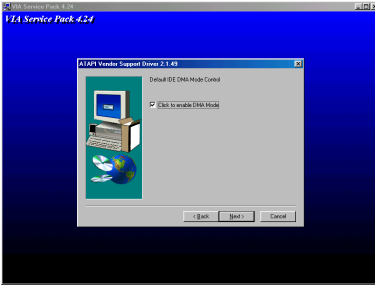 VIA Service Pack 4.24
VIA Service Pack 4.24
ATAPI Vendor Support Driver 2.1.49
Default IDE DMA Mode Control
Click to enable DMA Mode
< Back
Next >
Cancel